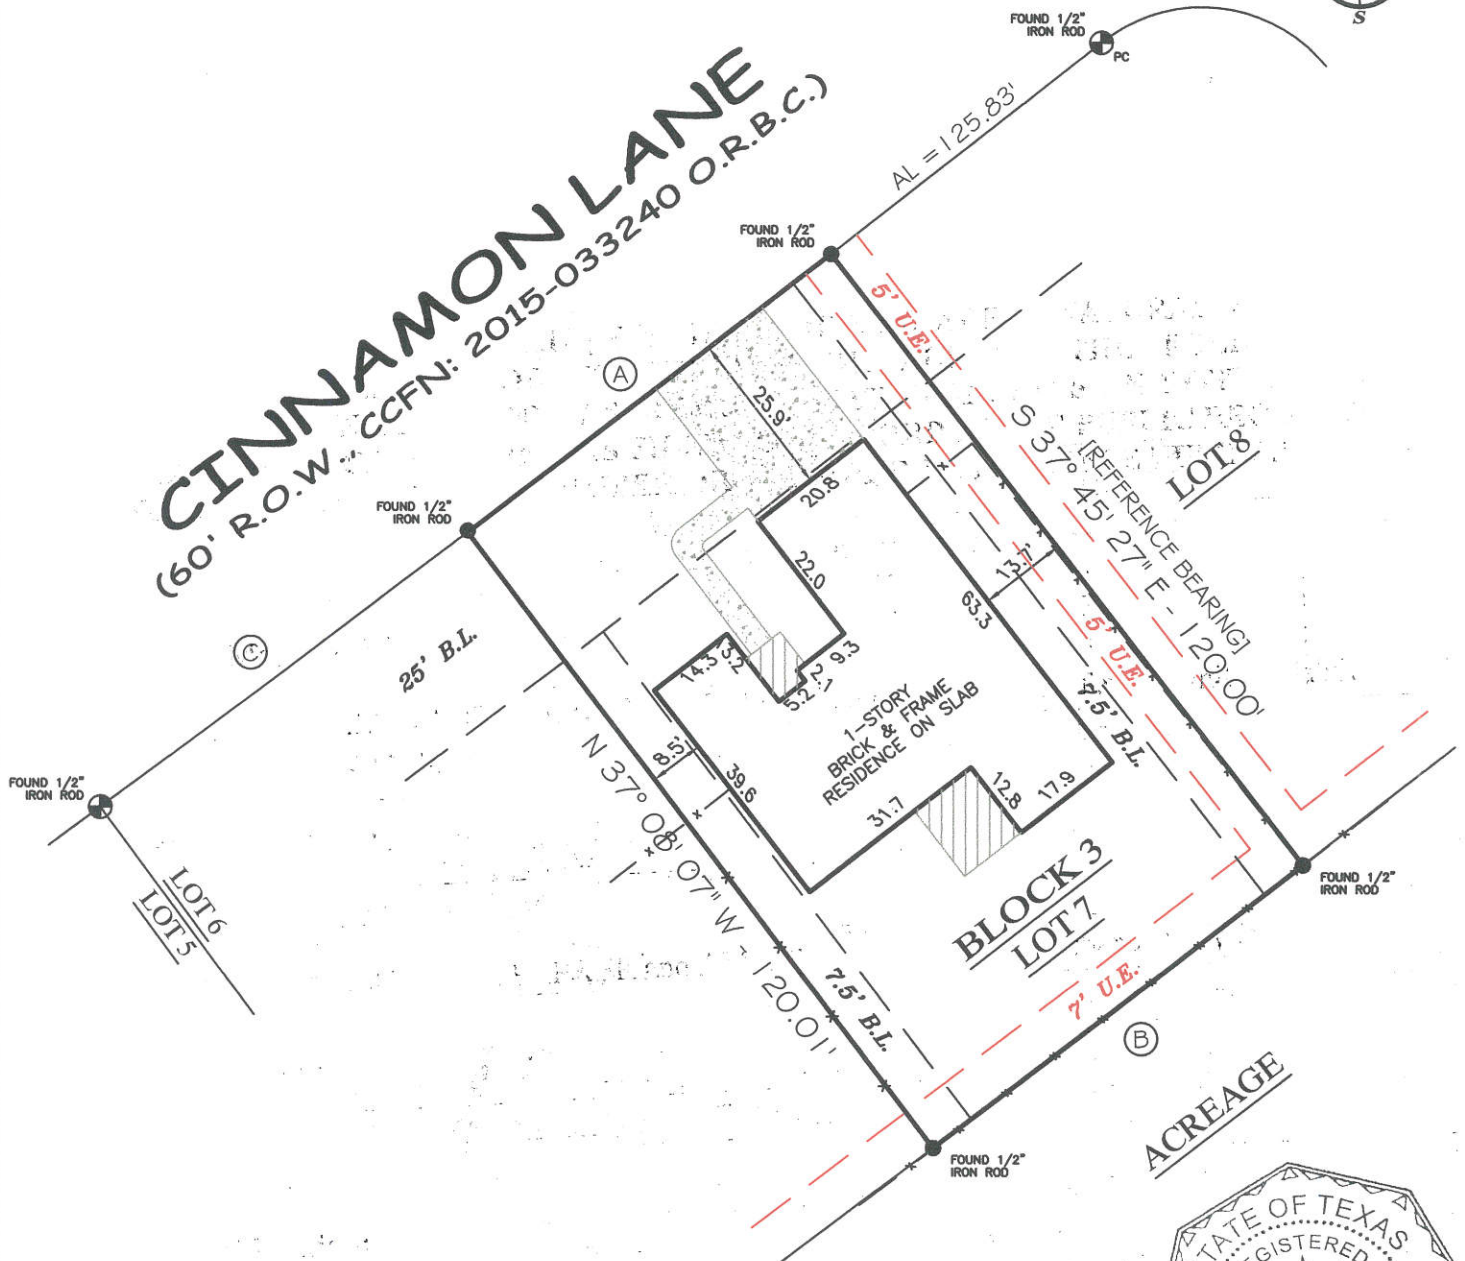 S
FOUND 1/2"
IRON ROD
PC
AL = 125.83'
CINNAMON LANE
(60' R.O.W., CCFN: 2015-033240 O.R.B.C.)
FOUND 1/2"
IRON ROD
5' U.E.
A
25.9'
S 37° 45' 27" E - 120.00'
[REFERENCE BEARING]
LOT 8
20.8
FOUND 1/2"
IRON ROD
22.0
13.7'
63.3
5' U.E.
C
25' B.L.
14.3
3.2
9.3
2.1
5.2
1-STORY
BRICK & FRAME
RESIDENCE ON SLAB
7.5' B.L.
8.5'
39.6
N 37° 08' 07" W - 120.01'
31.7
12.8
17.9
FOUND 1/2"
IRON ROD
LOT 6
LOT 5
BLOCK 3
LOT 7
FOUND 1/2"
IRON ROD
7.5' B.L.
7' U.E.
B
ACREAGE
FOUND 1/2"
IRON ROD
TATE OF TEXAS
GISTERED